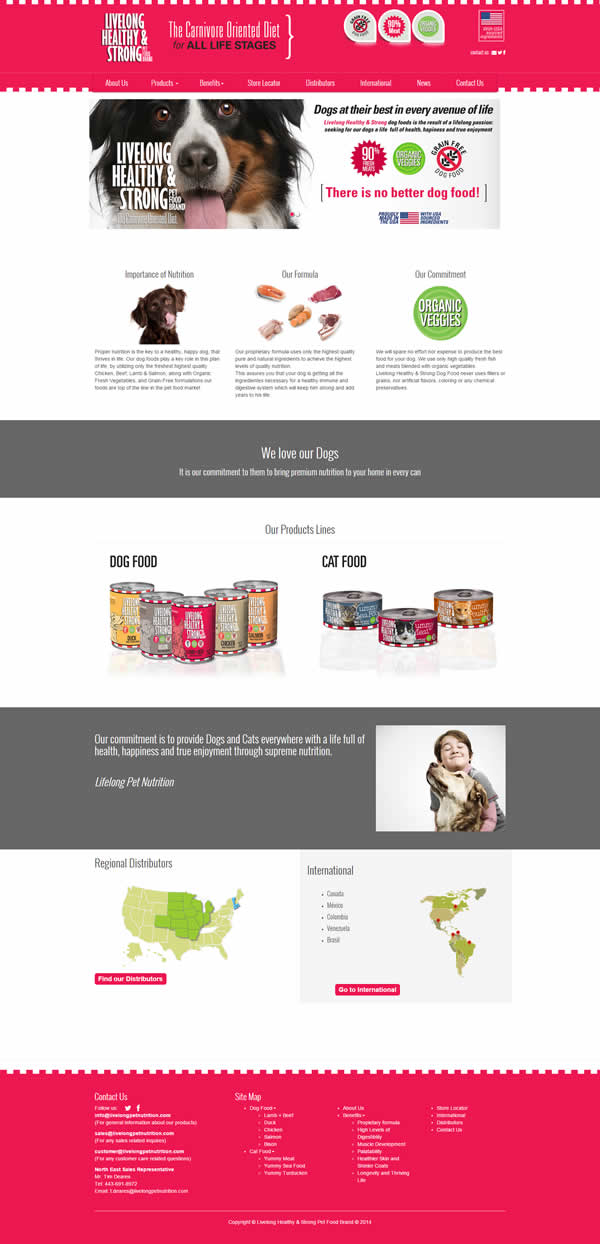 LIVELONG
HEALTHY &
STRONG PET FOOD BRAND
The Carnivore Oriented Diet
for ALL LIFE STAGES
GRAIN FREE
90%
Meat
ORGANIC
VEGGIES
contact us
About Us Products Benefits Store Locator Distributors International News Contact Us
Dogs at their best in every avenue of life
Livelong Healthy & Strong dog foods is the result of a lifelong passion:
seeking for our dogs a life full of health, hapiness and true enjoyment
LIVELONG
HEALTHY &
STRONG PET FOOD BRAND
The Carnivore Oriented Diet
90%
FRESH
MEATS
ORGANIC
VEGGIES
GRAIN FREE
DOG FOOD
[There is no better dog food!]
PROUDLY MADE IN THE USA
WITH USA SOURCED INGREDIENTS
Importance of Nutrition
Proper nutrition is the key to a healthy, happy dog, that
thrives in life. Our dog foods play a key role in this plan
of life by utilizing only the freshest highest quality
Chicken, Beef, Lamb & Salmon, along with Organic
Fresh Vegetables, and Grain-Free formulations our
foods are top of the line in the pet food market
Our Formula
Our proprietary formula uses only the highest quality
pure and natural ingredients to achieve the highest
levels of quality nutrition.
This assures you that your dog is getting all the
ingredientes necessary for a healthy immune and
digestive system which will keep him strong and add
years to his life.
Our Commitment
ORGANIC
VEGGIES
We will spare no effort nor expense to produce the best
food for your dog. We use only high quality fresh fish
and meats blended with organic vegetables
Livelong Healthy & Strong Dog Food never uses fillers or
grains, nor artificial flavors, coloring or any chemical
preservatives
We love our Dogs
It is our commitment to them to bring premium nutrition to your home in every can
Our Products Lines
DOG FOOD
CAT FOOD
LIVELONG
HEALTHY &
STRONG
DUCK
CHICKEN
SALMON
Our commitment is to provide Dogs and Cats everywhere with a life full of
health, happiness and true enjoyment through supreme nutrition.
Lifelong Pet Nutrition
Regional Distributors
Find our Distributors
International
Canada
México
Colombia
Venezuela
Brasil
Go to International
Contact Us
Follow us:
info@livelongpetnutrition.com
(For general information about our products)
sales@livelongpetnutrition.com
(For any sales related inquires)
customer@livelongpetnutrition.com
(For any customer care related questions)
North East Sales Representative
Mr. Tim Deares
Tel: 443-691-8972
Email: t.deares@livelongpetnutrition.com
Site Map
Dog Food
Lamb + Beef
Duck
Chicken
Salmon
Bison
Cat Food
Yummy Meat
Yummy Sea Food
Yummy Turducken
About Us
Benefits
Propietary formula
High Levels of
Digestibiliy
Muscle Development
Palatability
Healthier Skin and
Shinier Coats
Longevity and Thriving
Life
Store Locator
International
Distributors
Contact Us
Copyright © Livelong Healthy & Strong Pet Food Brand © 2014